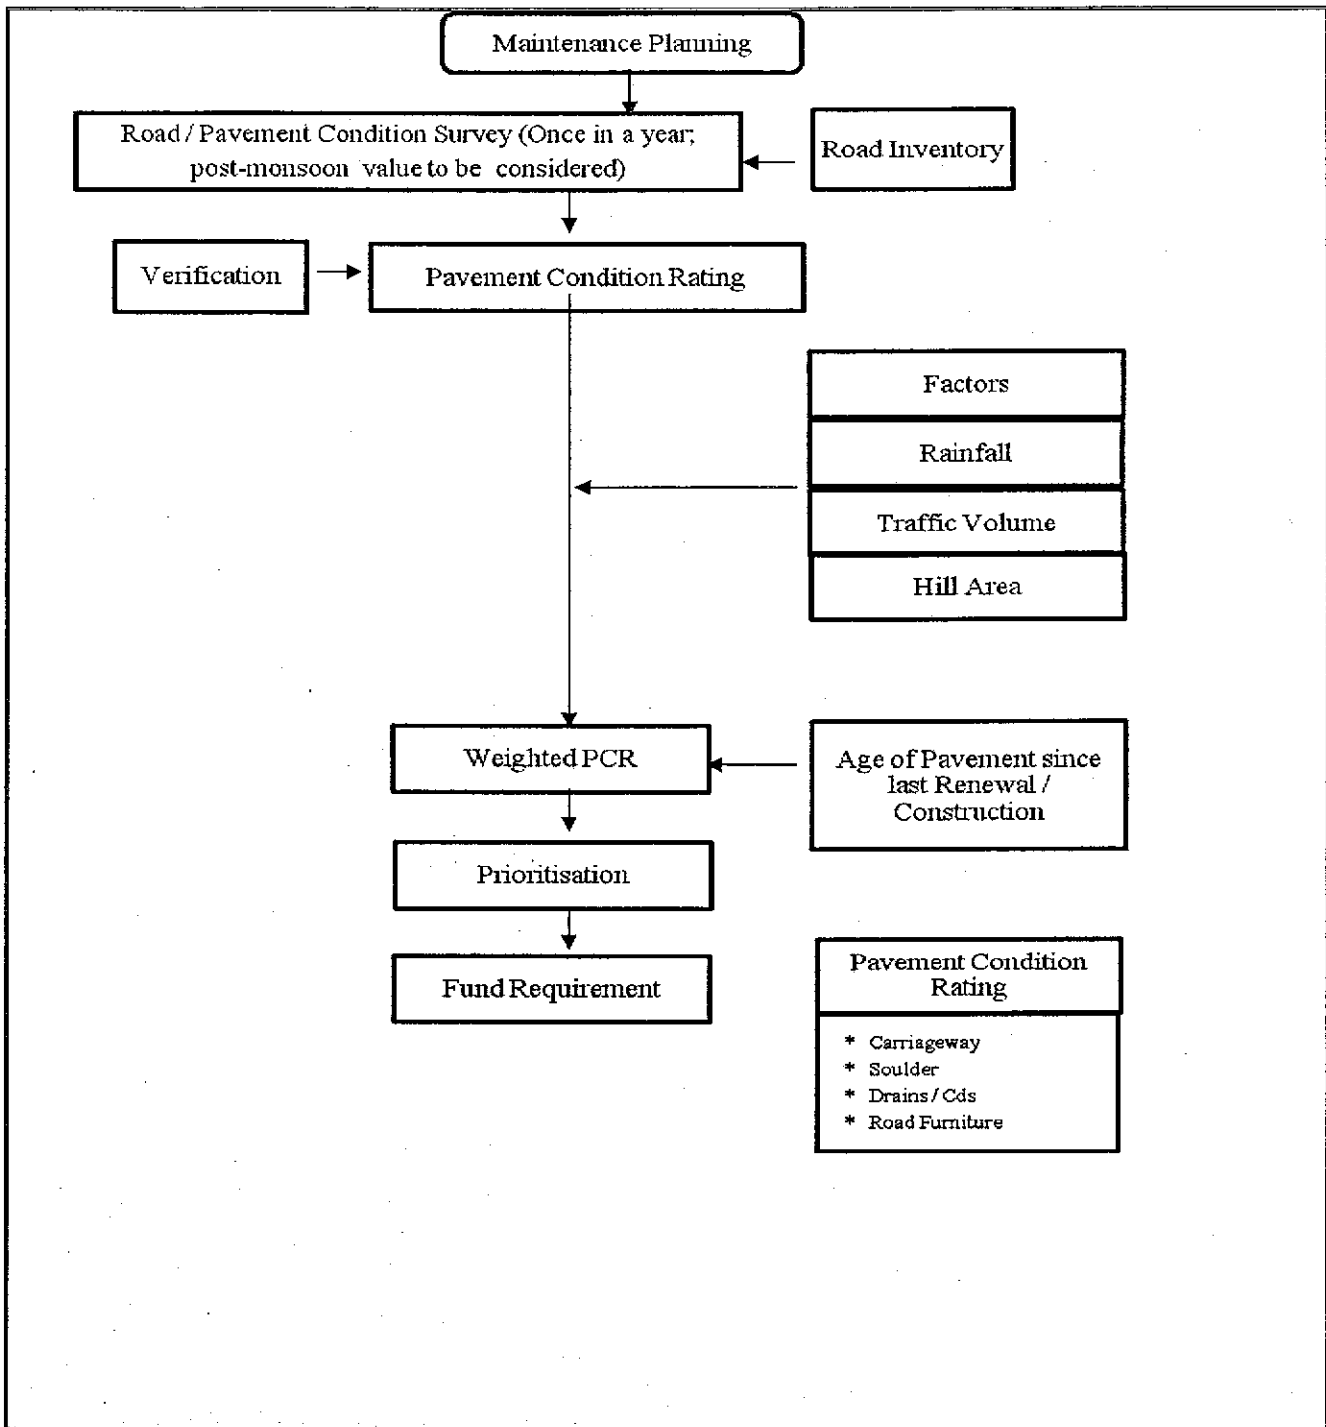 Maintenance Planning
Road / Pavement Condition Survey (Once in a year;
post-monsoon value to be considered)
Road Inventory
Verification
Pavement Condition Rating
Factors
Rainfall
Traffic Volume
Hill Area
Weighted PCR
Age of Pavement since
last Renewal /
Construction
Prioritisation
Fund Requirement
Pavement Condition
Rating
* Carriageway
* Soulder
* Drains / Cds
* Road Furniture